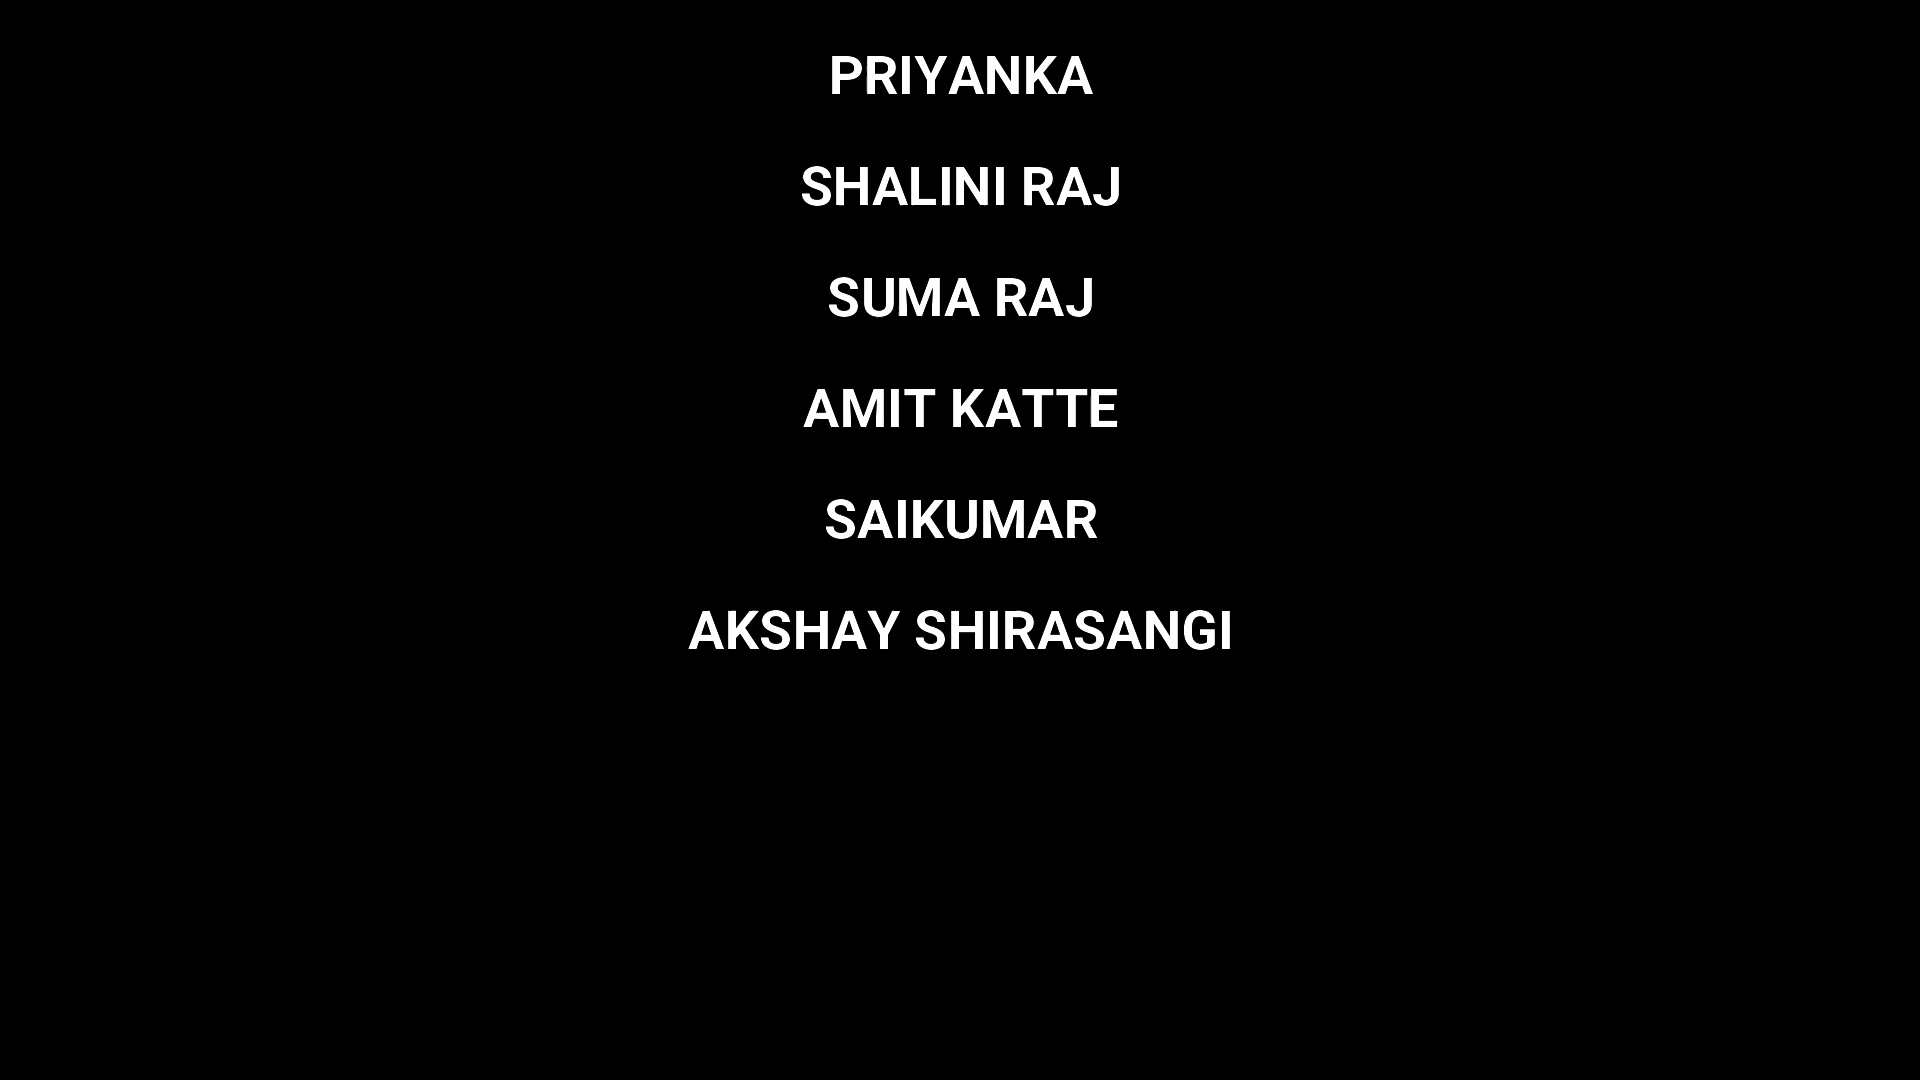 PRIYANKA
SHALINI RAJ
SUMA RAJ
AMIT KATTE
SAIKUMAR
AKSHAY SHIRASANGI